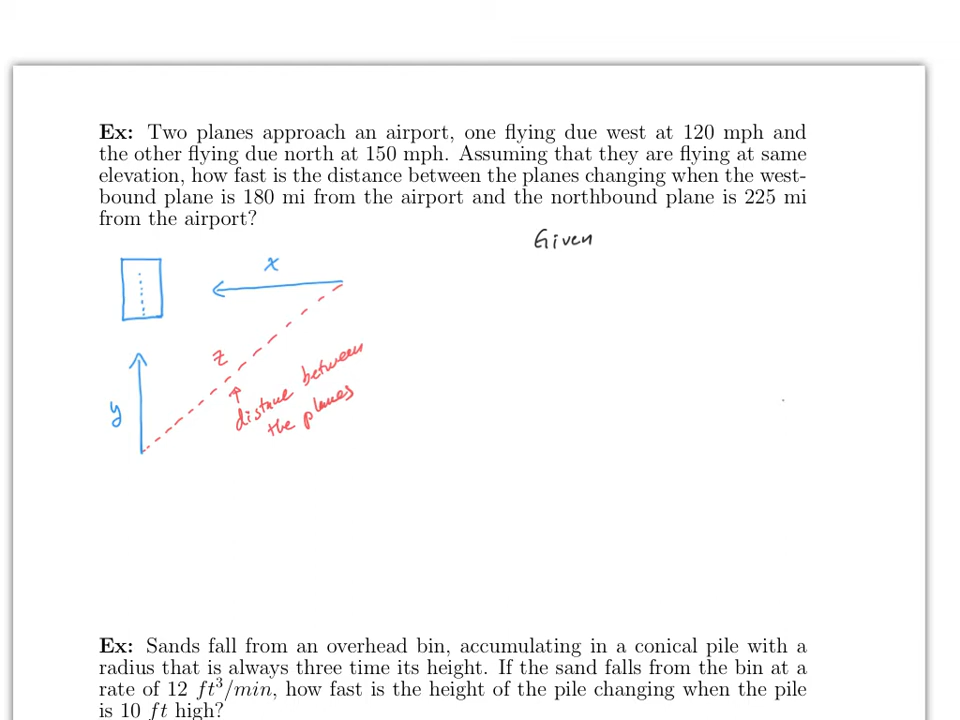 Ex: Two planes approach an airport, one flying due west at 120 mph and
the other flying due north at 150 mph. Assuming that they are flying at same
elevation, how fast is the distance between the planes changing when the west-
bound plane is 180 mi from the airport and the northbound plane is 225 mi
from the airport?
Given
x
z
y
distance between
the planes
Ex: Sands fall from an overhead bin, accumulating in a conical pile with a
radius that is always three time its height. If the sand falls from the bin at a
rate of 12 ft³/min, how fast is the height of the pile changing when the pile
is 10 ft high?